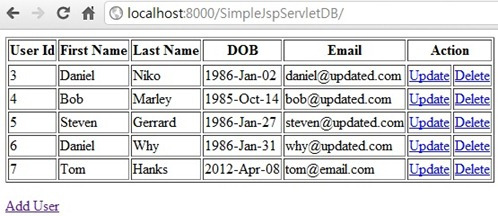 localhost:8000/SimpleJspServletDB/
User Id First Name Last Name DOB Email Action
3 Daniel Niko 1986-Jan-02 daniel@updated.com Update Delete
4 Bob Marley 1985-Oct-14 bob@updated.com Update Delete
5 Steven Gerrard 1986-Jan-27 steven@updated.com Update Delete
6 Daniel Why 1986-Jan-31 why@updated.com Update Delete
7 Tom Hanks 2012-Apr-08 tom@email.com Update Delete
Add User